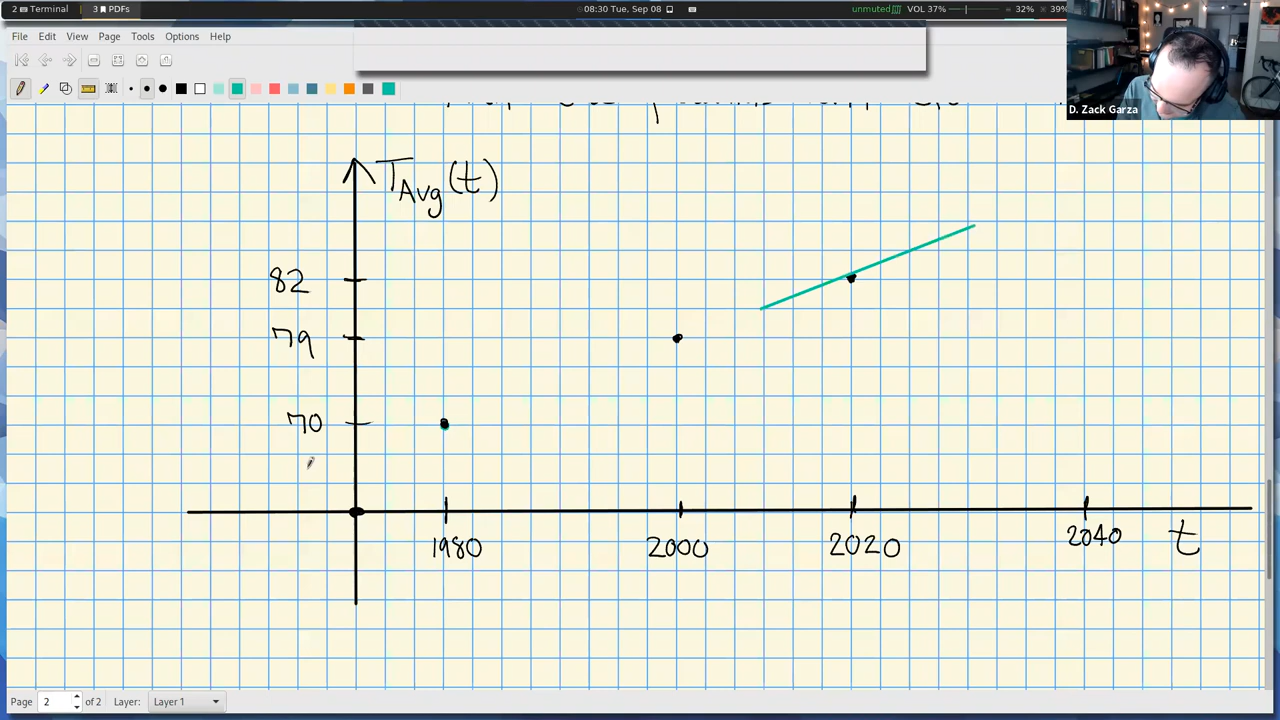 2 Terminal 3 PDFs 08:30 Tue, Sep 08 unmuted VOL 37% = 32% 39%
File Edit View Page Tools Options Help
D. Zack Garza
T Avg (t)
82
79
70
1980 2000 2020 2040 t
Page 2 of 2 Layer: Layer 1